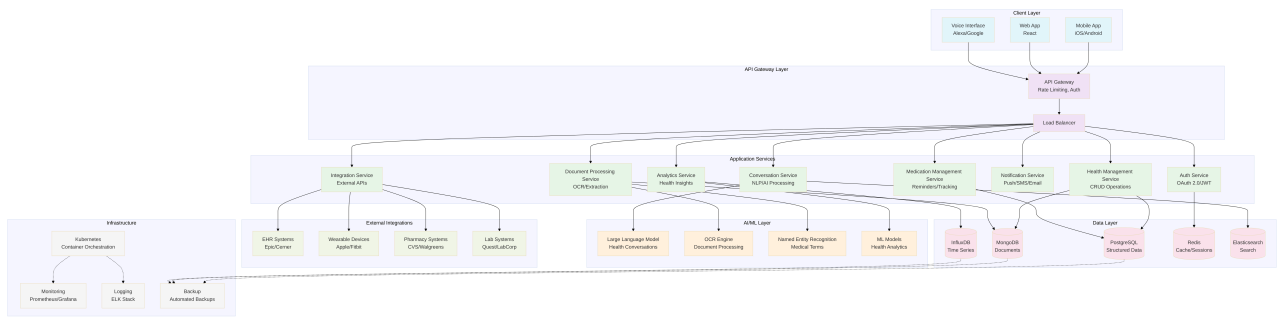 Client Layer
Voice Interface
Alexa/Google
Web App
React
Mobile App
iOS/Android
API Gateway Layer
API Gateway
Rate Limiting, Auth
Load Balancer
Application Services
Integration Service
External APIs
Document Processing
Service
OCR/Extraction
Analytics Service
Health Insights
Conversation Service
NLP/AI Processing
Medication Management
Service
Reminders/Tracking
Notification Service
Push/SMS/Email
Health Management
Service
CRUD Operations
Auth Service
OAuth 2.0/JWT
Infrastructure
Kubernetes
Container Orchestration
Monitoring
Prometheus/Grafana
Logging
ELK Stack
Backup
Automated Backups
External Integrations
EHR Systems
Epic/Cerner
Wearable Devices
Apple/Fitbit
Pharmacy Systems
CVS/Walgreens
Lab Systems
Quest/LabCorp
AI/ML Layer
Large Language Model
Health Conversations
OCR Engine
Document Processing
Named Entity Recognition
Medical Terms
ML Models
Health Analytics
Data Layer
InfluxDB
Time Series
MongoDB
Documents
PostgreSQL
Structured Data
Redis
Cache/Sessions
Elasticsearch
Search